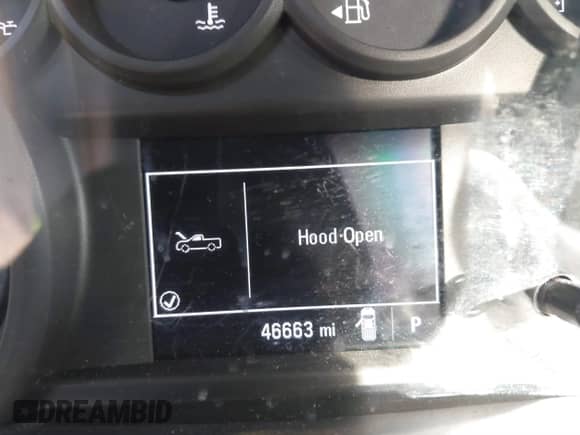 Hood Open
46663 mi
P
DREAMBID